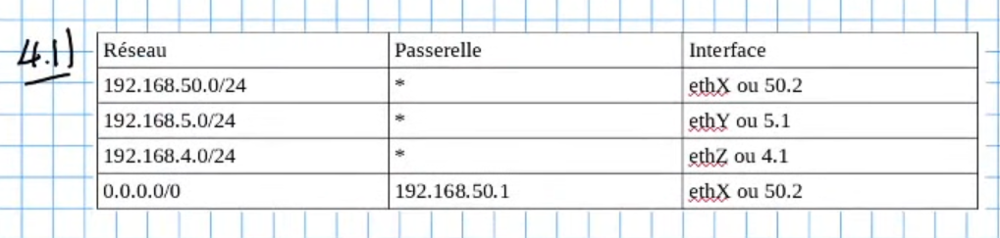 4.1)
Réseau Passerelle Interface
192.168.50.0/24 * ethX ou 50.2
192.168.5.0/24 * ethY ou 5.1
192.168.4.0/24 * ethZ ou 4.1
0.0.0.0/0 192.168.50.1 ethX ou 50.2